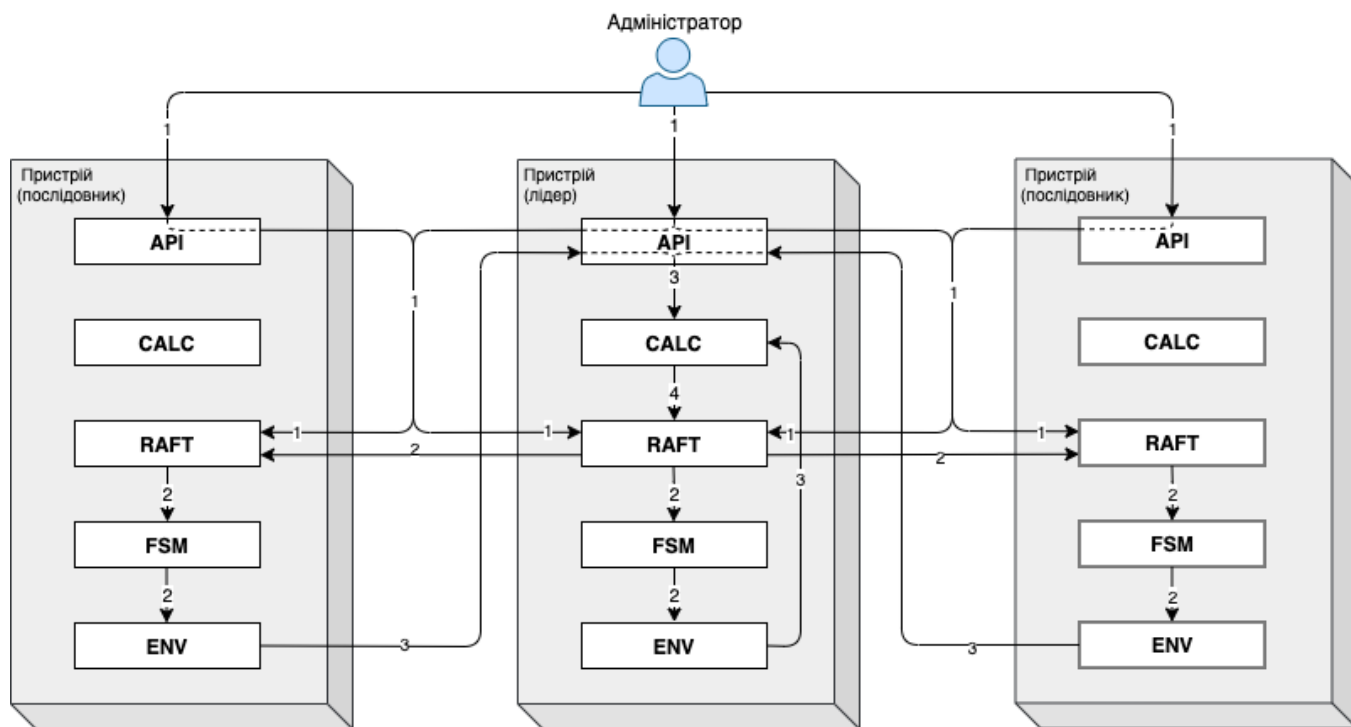 Адміністратор
1
1
1
Пристрій
(послідовник)
Пристрій
(лідер)
Пристрій
(послідовник)
API
API
API
3
1
1
CALC
CALC
CALC
4
1
1
1
1
RAFT
RAFT
RAFT
2
2
3
2
2
2
FSM
FSM
FSM
2
2
2
ENV
ENV
ENV
3
3